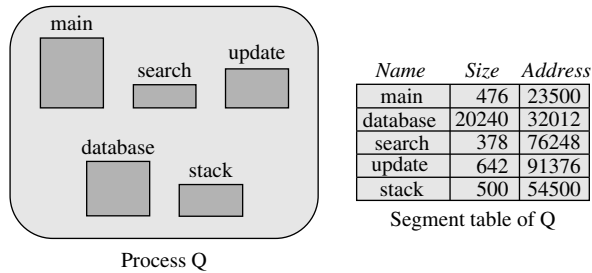 main
search
update
database
stack
Process Q
Name Size Address
main 476 23500
database 20240 32012
search 378 76248
update 642 91376
stack 500 54500
Segment table of Q